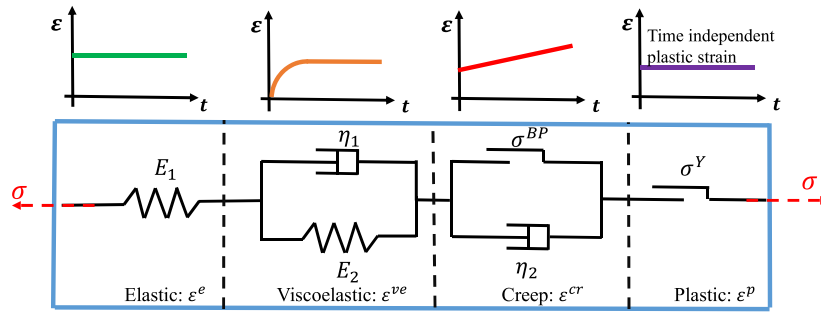 ε
t
ε
t
ε
t
ε
Time independent
plastic strain
t
σ
E₁
η₁
E₂
σᴮᴾ
η₂
σʸ
σ
Elastic: εᵉ
Viscoelastic: εᵛᵉ
Creep: εᶜʳ
Plastic: εᵖ